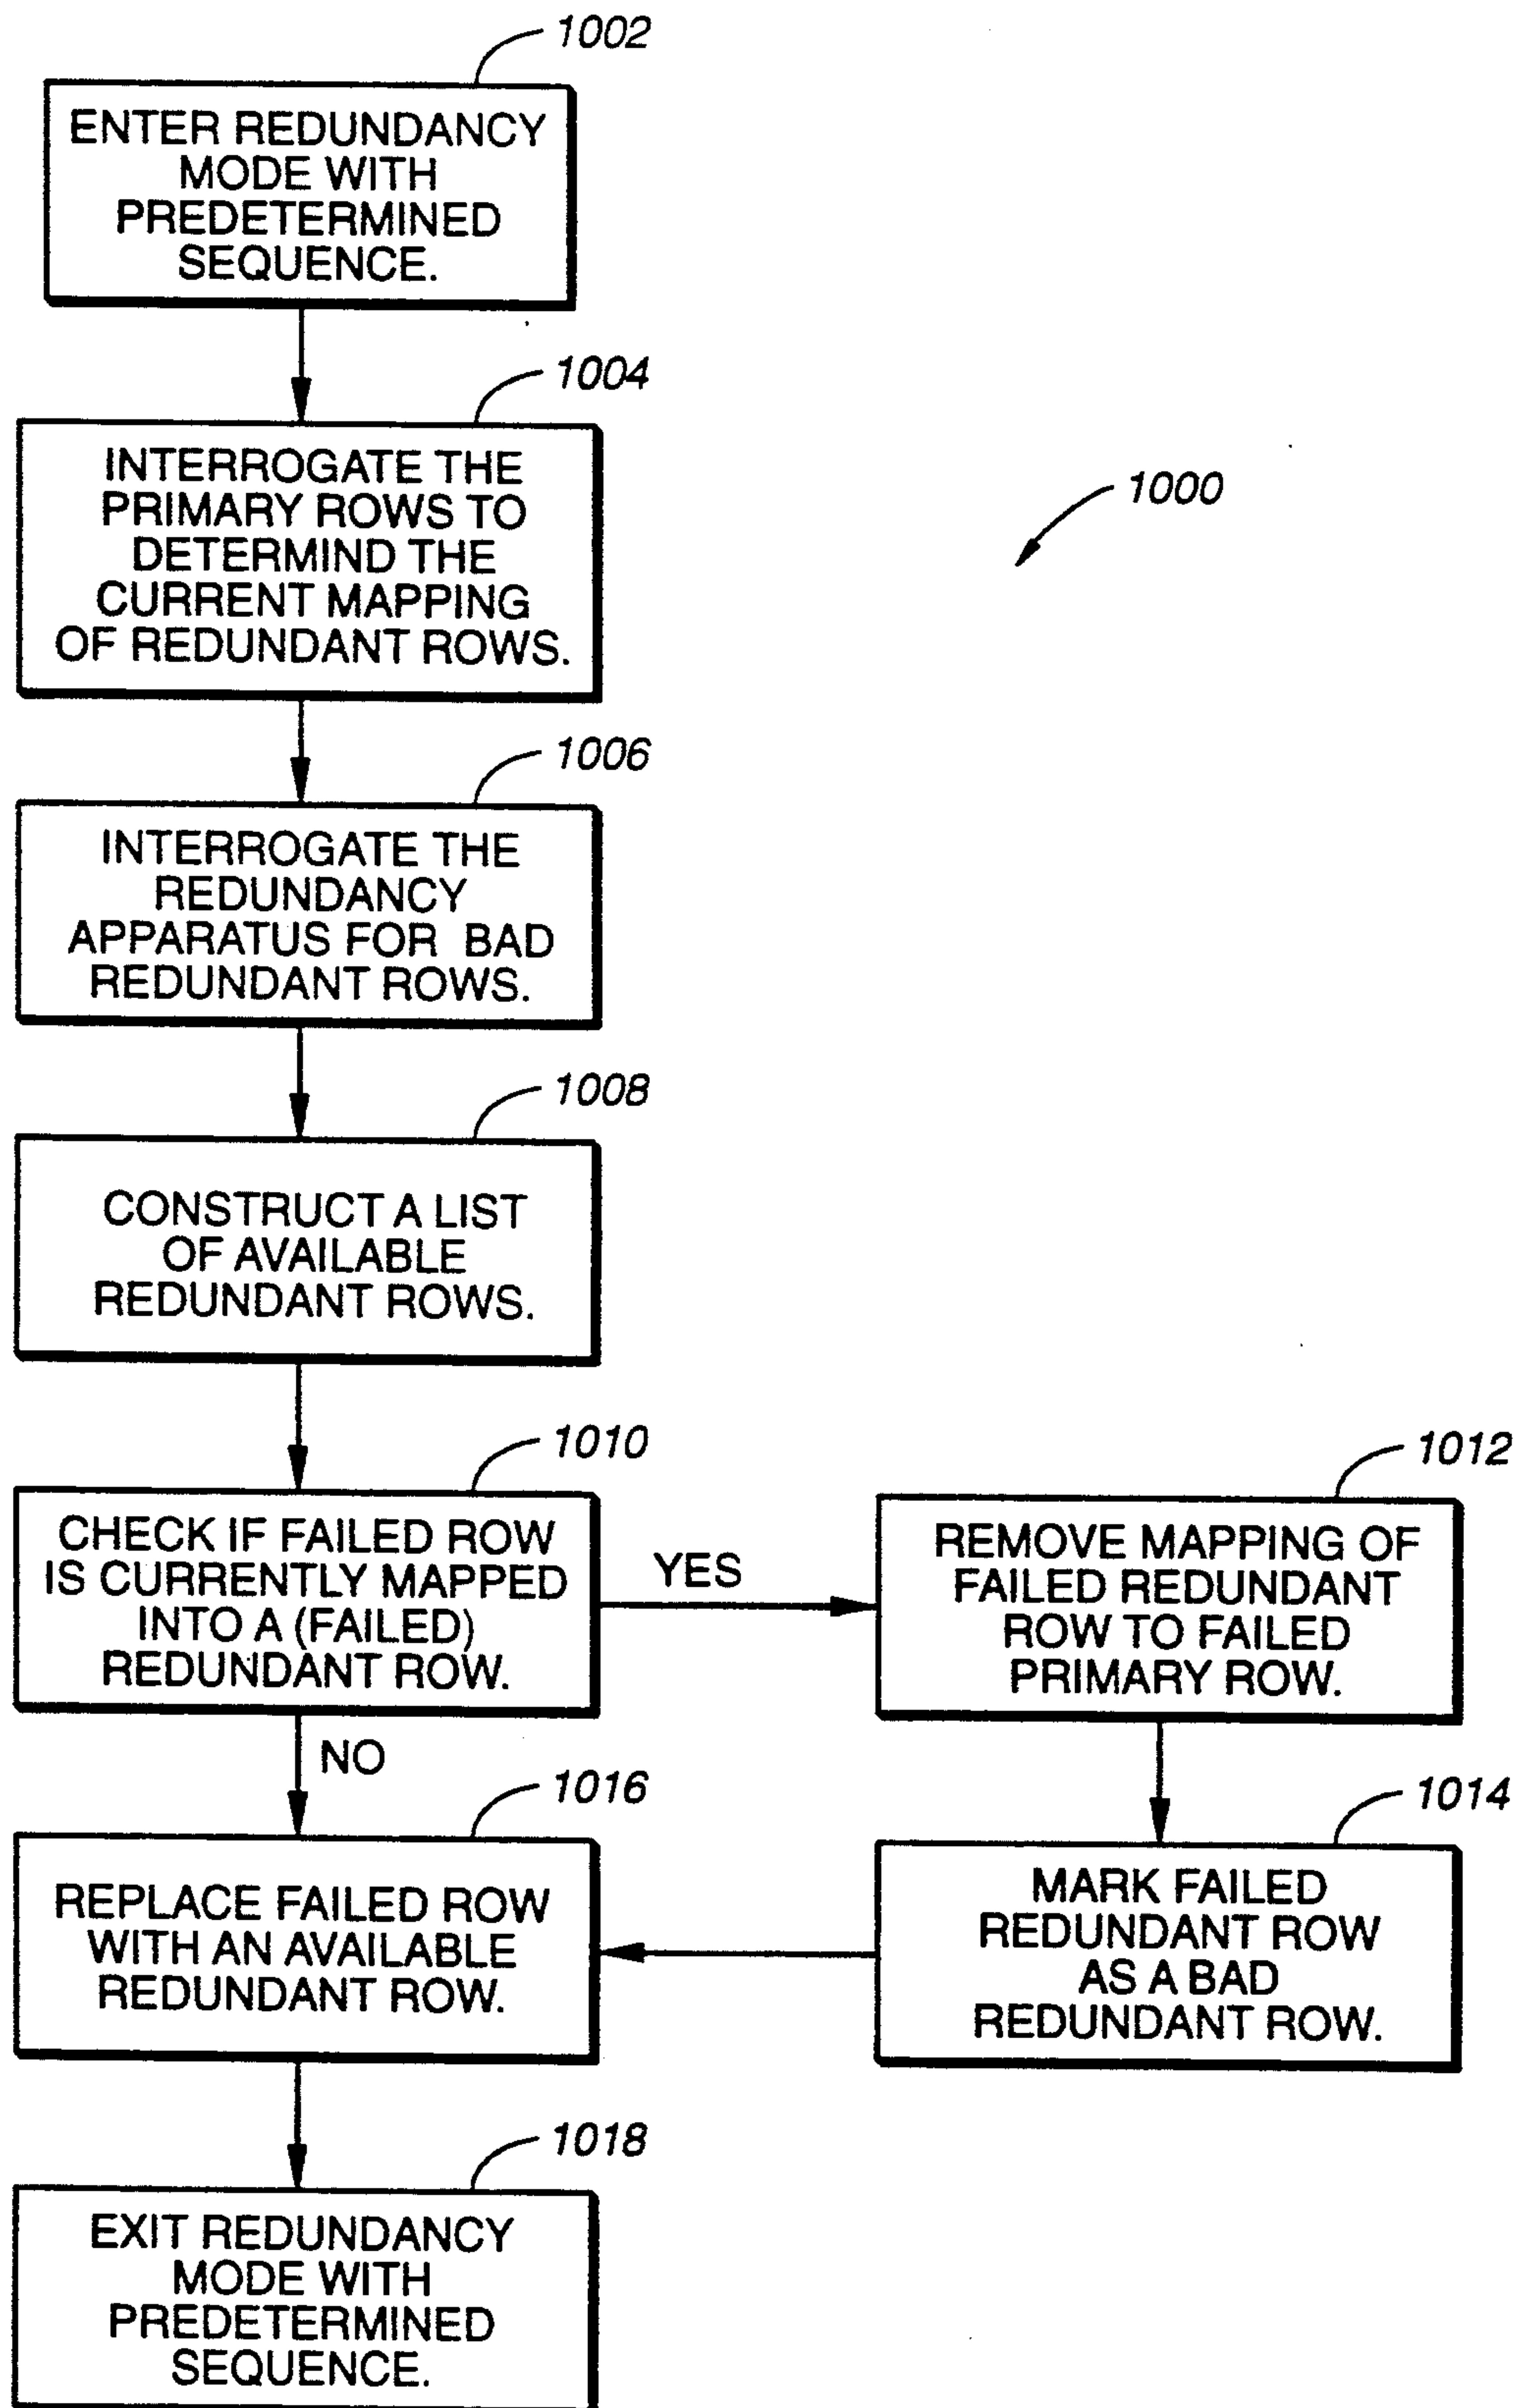 1002
ENTER REDUNDANCY
MODE WITH
PREDETERMINED
SEQUENCE.
1004
INTERROGATE THE
PRIMARY ROWS TO
DETERMIND THE
CURRENT MAPPING
OF REDUNDANT ROWS.
1000
1006
INTERROGATE THE
REDUNDANCY
APPARATUS FOR BAD
REDUNDANT ROWS.
1008
CONSTRUCT A LIST
OF AVAILABLE
REDUNDANT ROWS.
1010
CHECK IF FAILED ROW
IS CURRENTLY MAPPED
INTO A (FAILED)
REDUNDANT ROW.
YES
1012
REMOVE MAPPING OF
FAILED REDUNDANT
ROW TO FAILED
PRIMARY ROW.
NO
1016
REPLACE FAILED ROW
WITH AN AVAILABLE
REDUNDANT ROW.
1014
MARK FAILED
REDUNDANT ROW
AS A BAD
REDUNDANT ROW.
1018
EXIT REDUNDANCY
MODE WITH
PREDETERMINED
SEQUENCE.